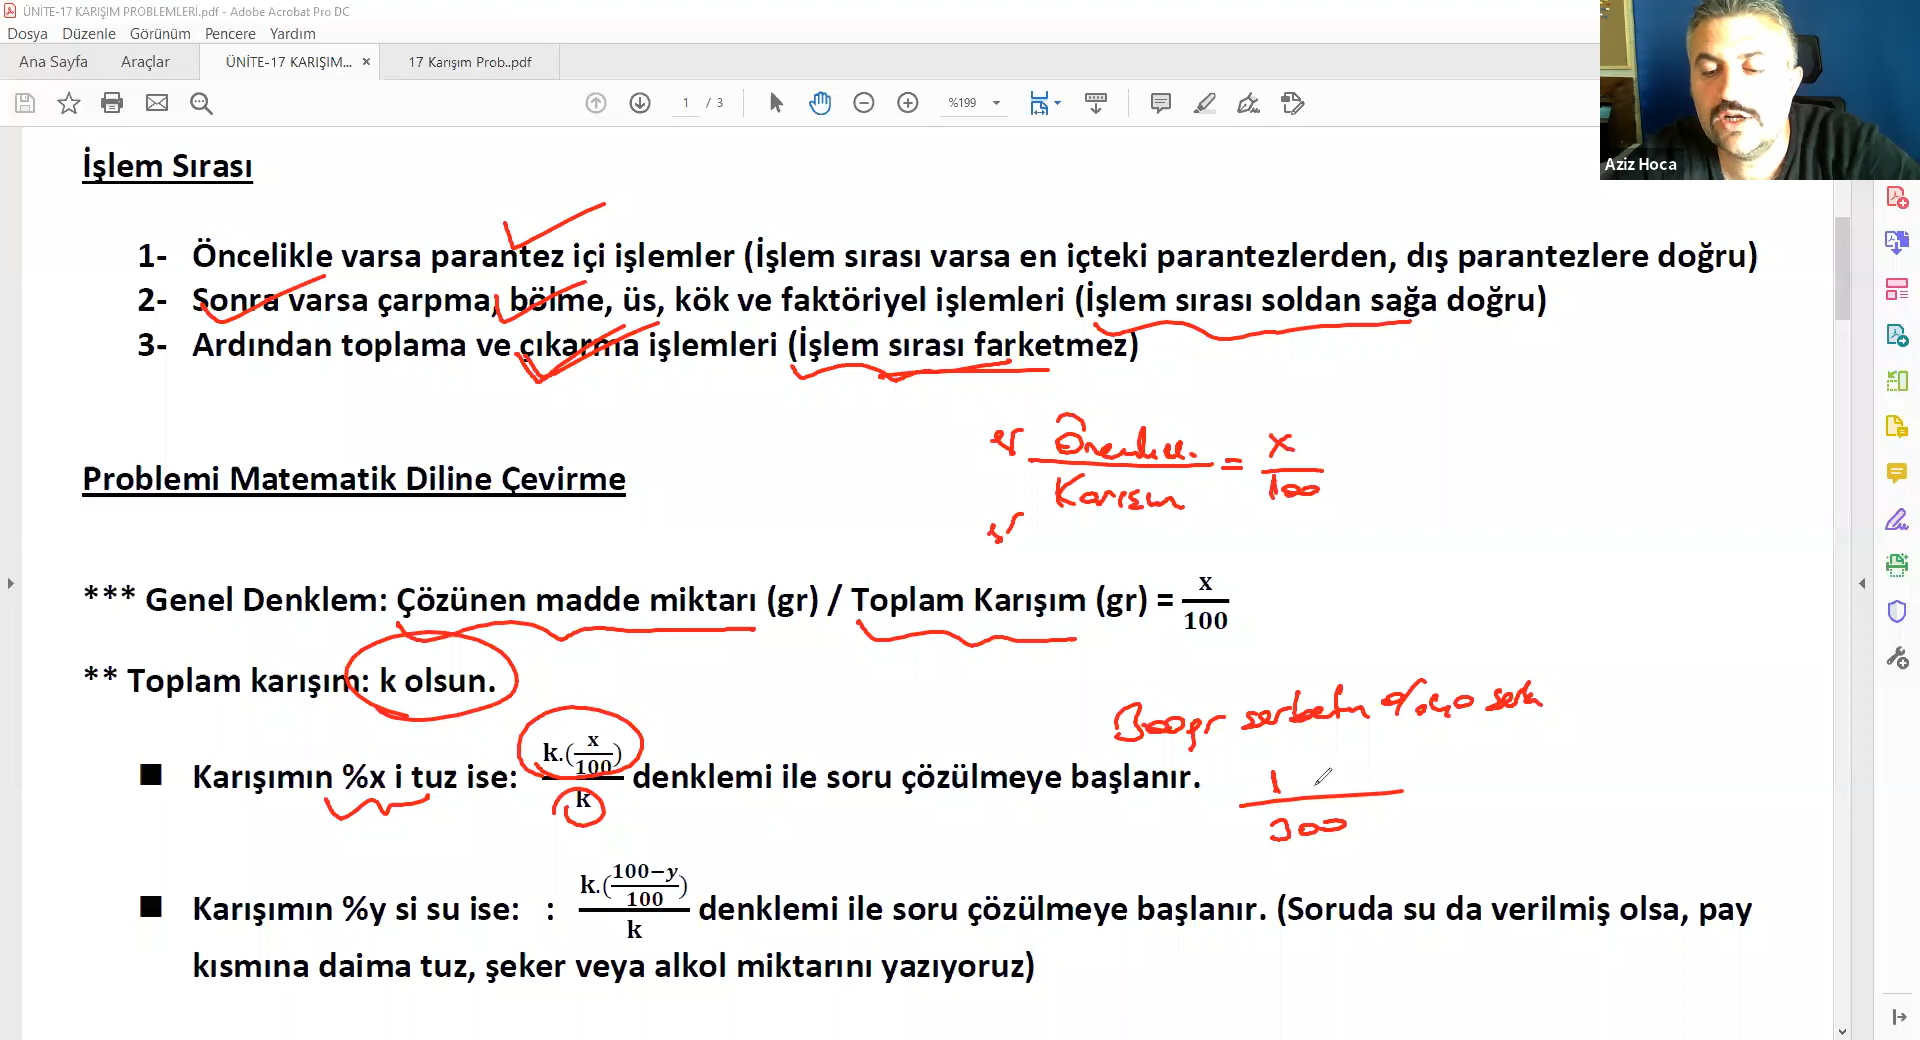 ÜNİTE-17 KARIŞIM PROBLEMLERİ.pdf - Adobe Acrobat Pro DC
Dosya Düzenle Görünüm Pencere Yardım
Ana Sayfa Araçlar ÜNİTE-17 KARIŞIM... × 17 Karışım Prob..pdf
1 / 3 %199
Aziz Hoca
İşlem Sırası
1- Öncelikle varsa parantez içi işlemler (İşlem sırası varsa en içteki parantezlerden, dış parantezlere doğru)
2- Sonra varsa çarpma, bölme, üs, kök ve faktöriyel işlemleri (İşlem sırası soldan sağa doğru)
3- Ardından toplama ve çıkarma işlemleri (İşlem sırası farketmez)
x
Karışım = 100
Problemi Matematik Diline Çevirme
*** Genel Denklem: Çözünen madde miktarı (gr) / Toplam Karışım (gr) = x/100
** Toplam karışım: k olsun.
300gr
■ Karışımın %x i tuz ise: k.(x/100)/k denklemi ile soru çözülmeye başlanır.
1
300
■ Karışımın %y si su ise: : k.(100-y/100)/k denklemi ile soru çözülmeye başlanır. (Soruda su da verilmiş olsa, pay
kısmına daima tuz, şeker veya alkol miktarını yazıyoruz)